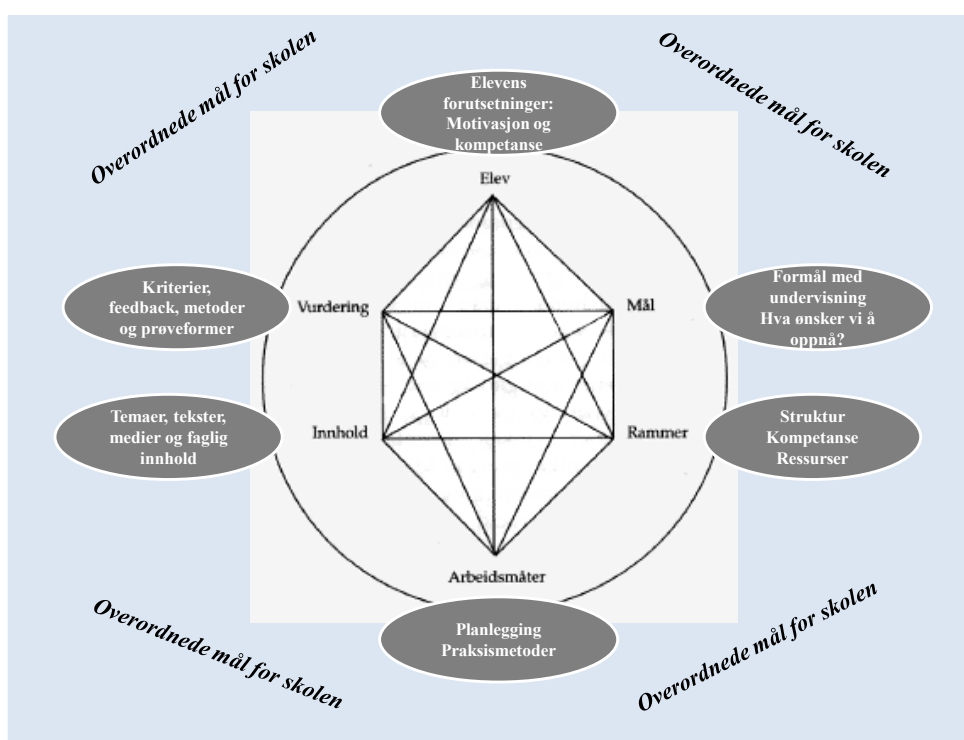 Overordnede mål for skolen
Overordnede mål for skolen
Elevens
forutsetninger:
Motivasjon og
kompetanse
Elev
Kriterier,
feedback, metoder
og prøveformer
Vurdering
Mål
Formål med
undervisning
Hva ønsker vi å
oppnå?
Temaer, tekster,
medier og faglig
innhold
Innhold
Rammer
Struktur
Kompetanse
Ressurser
Arbeidsmåter
Planlegging
Praksismetoder
Overordnede mål for skolen
Overordnede mål for skolen